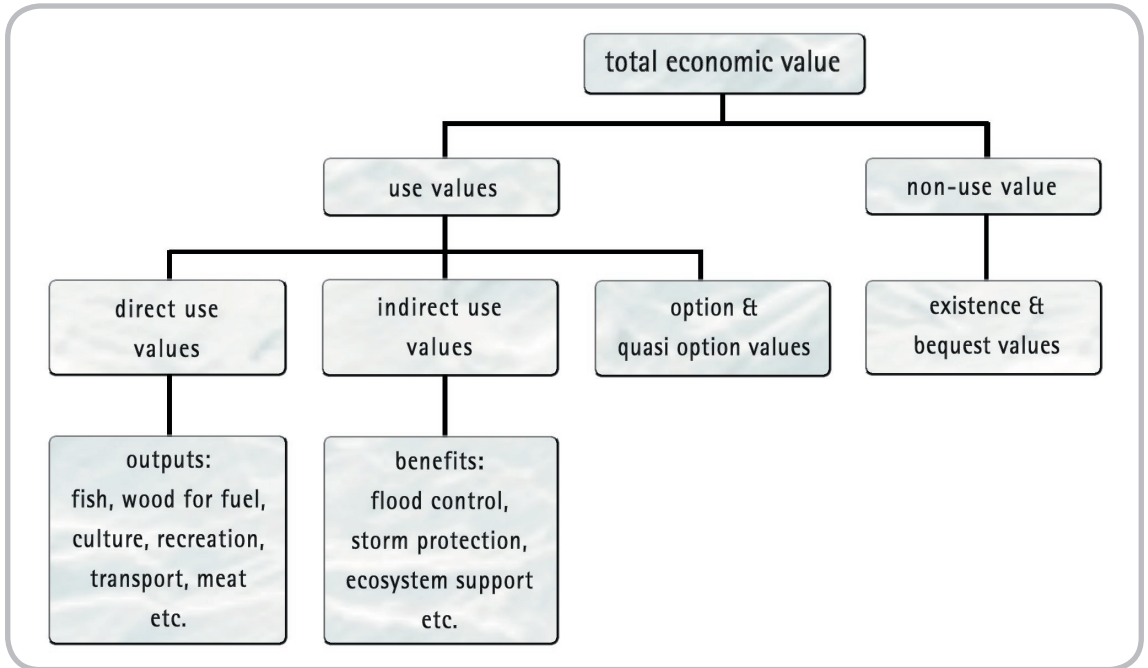 total economic value
use values
non-use value
direct use
values
indirect use
values
option &
quasi option values
existence &
bequest values
outputs:
fish, wood for fuel,
culture, recreation,
transport, meat
etc.
benefits:
flood control,
storm protection,
ecosystem support
etc.